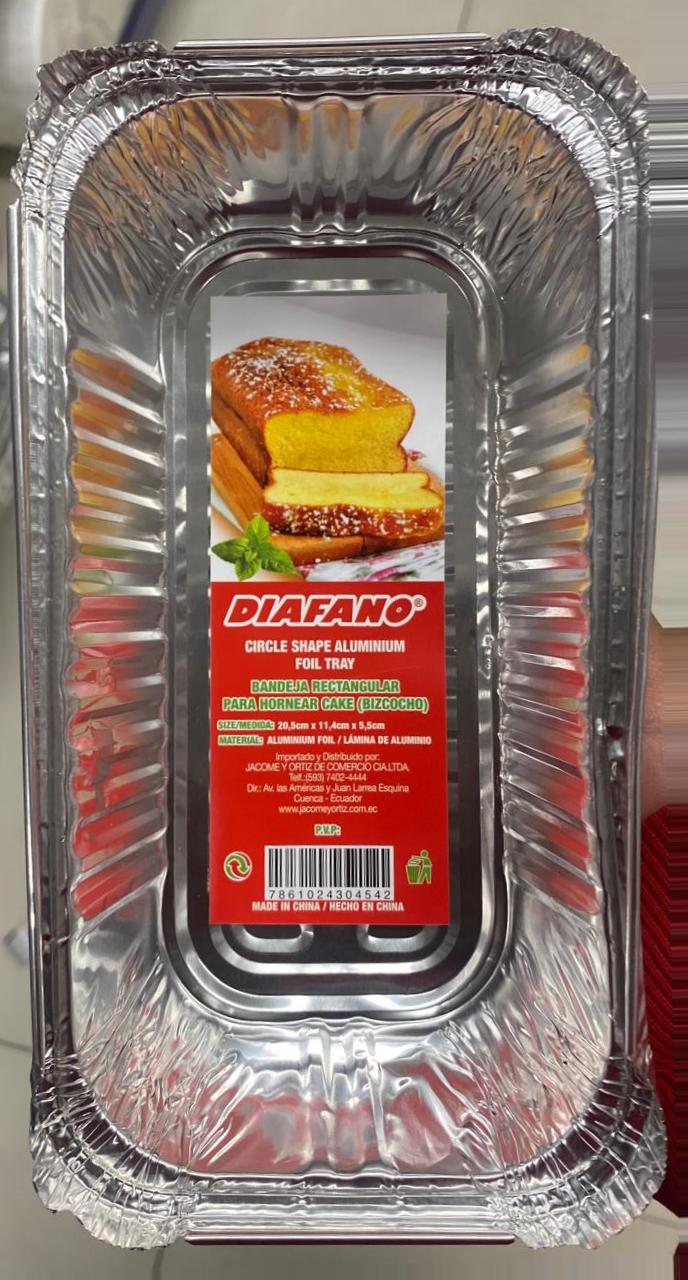 DIAFANO®
CIRCLE SHAPE ALUMINIUM
FOIL TRAY
BANDEJA RECTANGULAR
PARA HORNEAR CAKE (BIZCOCHO)
SIZE/MEDIDA: 20,5cm x 11,4cm x 5,5cm
MATERIAL: ALUMINIUM FOIL / LÁMINA DE ALUMINIO
Importado y Distribuido por:
JACOME Y ORTIZ DE COMERCIO CIA.LTDA.
Telf.:(593) 7402-4444
Dir.: Av. las Américas y Juan Larrea Esquina
Cuenca - Ecuador
www.jacomeyortiz.com.ec
P.V.P.:
7861024304542
MADE IN CHINA / HECHO EN CHINA